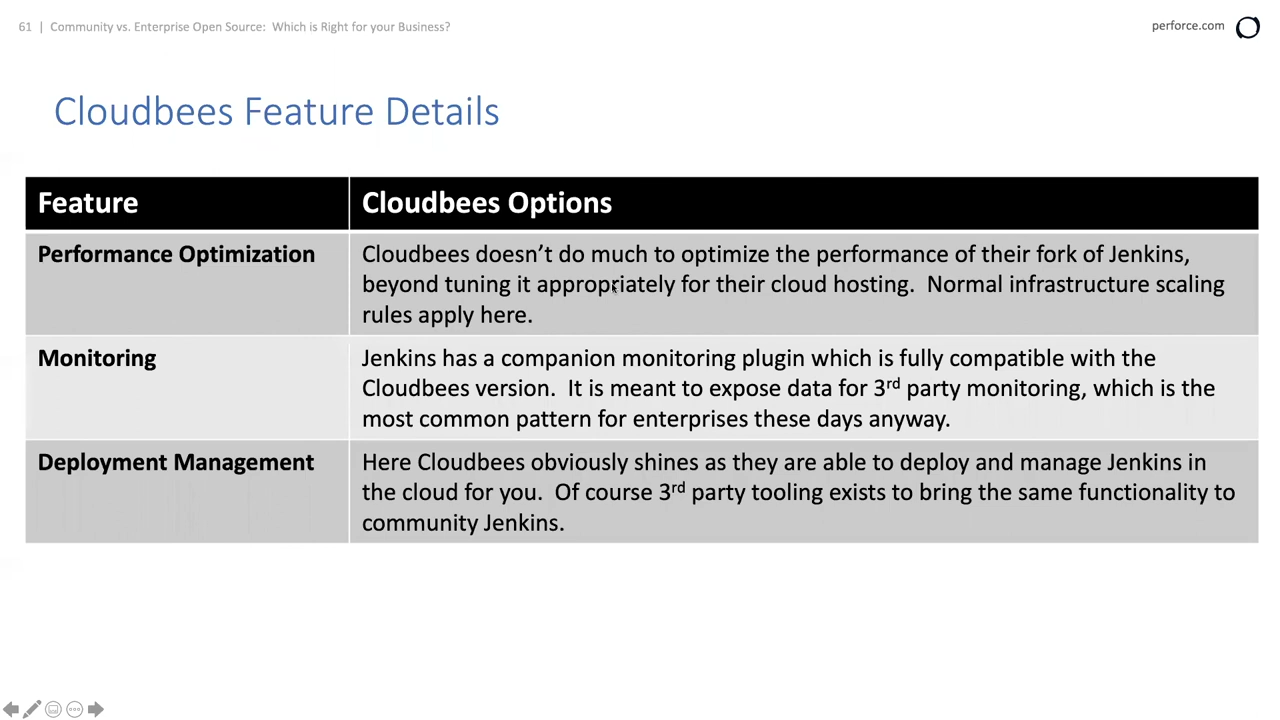 61 | Community vs. Enterprise Open Source: Which is Right for your Business?
perforce.com
Cloudbees Feature Details
Feature
Cloudbees Options
Performance Optimization
Cloudbees doesn’t do much to optimize the performance of their fork of Jenkins,
beyond tuning it appropriately for their cloud hosting. Normal infrastructure scaling
rules apply here.
Monitoring
Jenkins has a companion monitoring plugin which is fully compatible with the
Cloudbees version. It is meant to expose data for 3rd party monitoring, which is the
most common pattern for enterprises these days anyway.
Deployment Management
Here Cloudbees obviously shines as they are able to deploy and manage Jenkins in
the cloud for you. Of course 3rd party tooling exists to bring the same functionality to
community Jenkins.